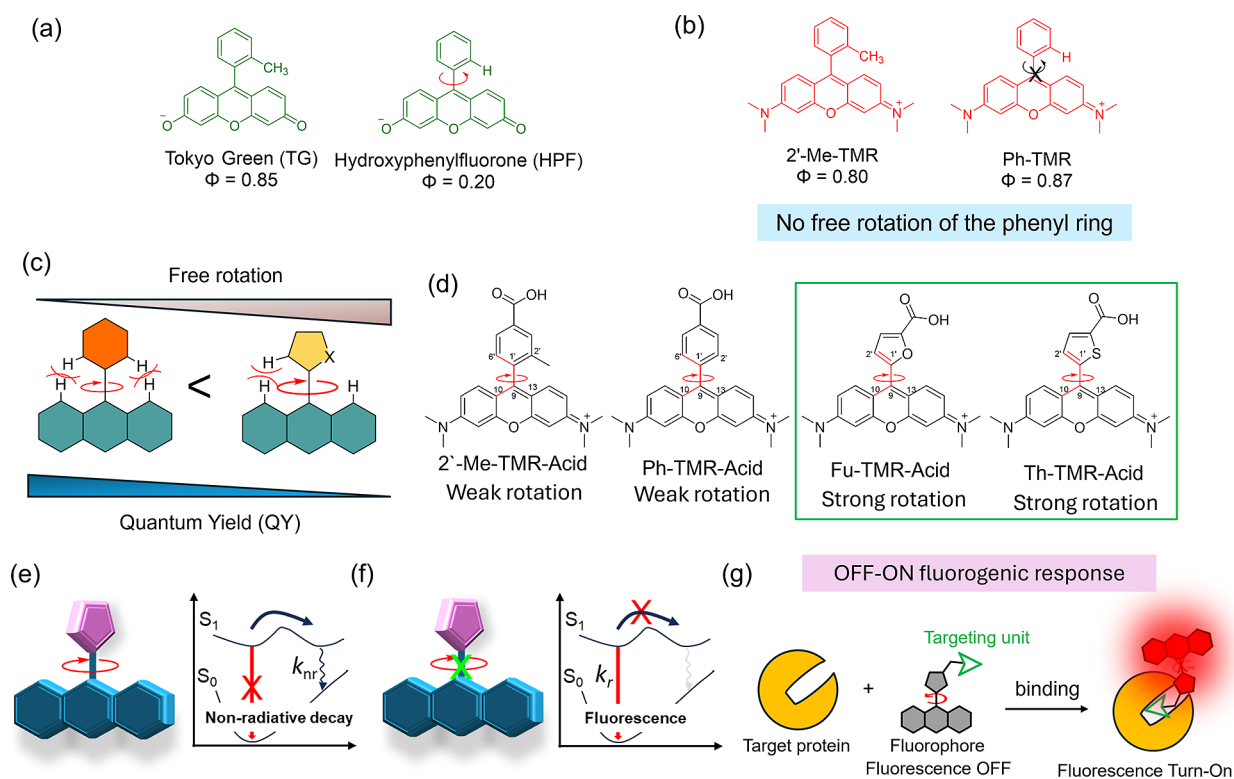 (a)
CH₃
⁻O
O
O
Tokyo Green (TG)
Φ = 0.85
H
⁻O
O
O
Hydroxyphenylfluorone (HPF)
Φ = 0.20
(b)
CH₃
N
O
N⁺
2'-Me-TMR
Φ = 0.80
H
X
N
O
N⁺
Ph-TMR
Φ = 0.87
No free rotation of the phenyl ring
(c)
Free rotation
H
H
H
H
<
H
X
H
H
Quantum Yield (QY)
(d)
O
OH
6'
1'
2'
10
9
13
N
O
N⁺
2`-Me-TMR-Acid
Weak rotation
O
OH
6'
1'
2'
10
9
13
N
O
N⁺
Ph-TMR-Acid
Weak rotation
O
OH
2'
1'
O
10
9
13
N
O
N⁺
Fu-TMR-Acid
Strong rotation
O
OH
2'
1'
S
10
9
13
N
O
N⁺
Th-TMR-Acid
Strong rotation
(e)
S₁
S₀
X
knr
Non-radiative decay
(f)
X
S₁
S₀
X
kr
Fluorescence
(g)
OFF-ON fluorogenic response
Targeting unit
+
binding
Target protein
Fluorophore
Fluorescence OFF
Fluorescence Turn-On